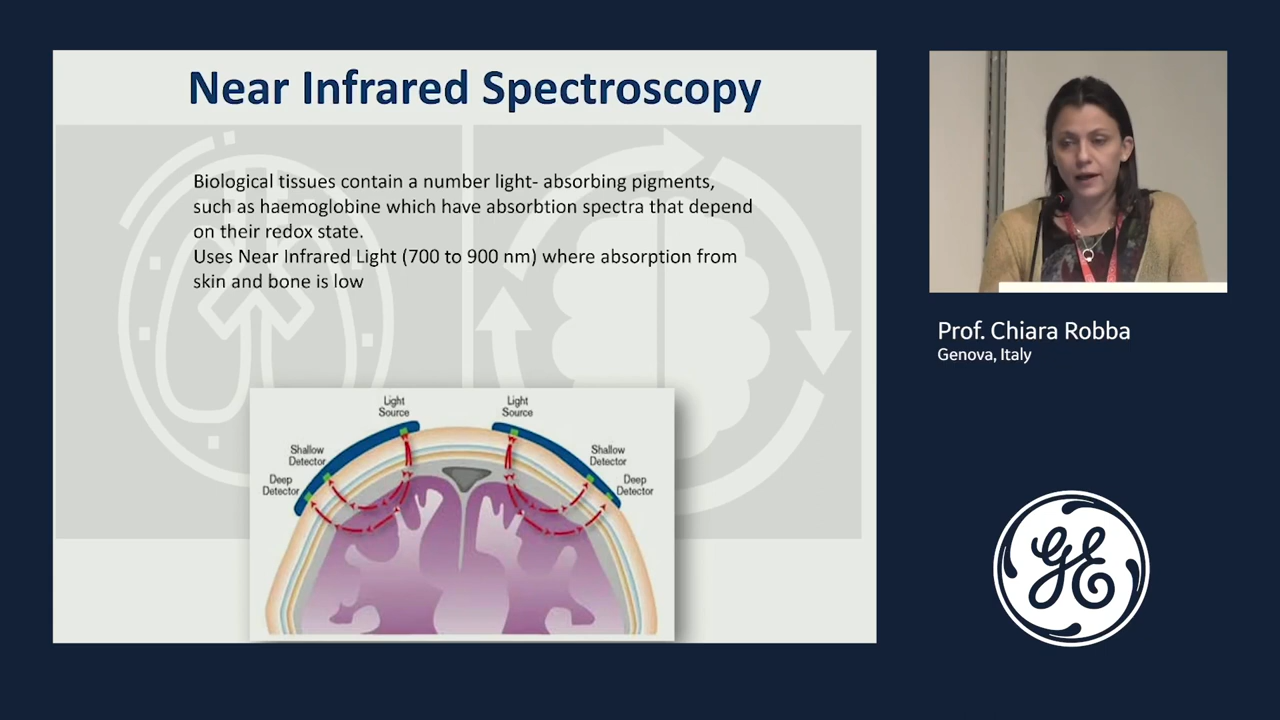 Near Infrared Spectroscopy
Biological tissues contain a number light- absorbing pigments,
such as haemoglobine which have absorbtion spectra that depend
on their redox state.
Uses Near Infrared Light (700 to 900 nm) where absorption from
skin and bone is low
Light
Source
Light
Source
Shallow
Detector
Shallow
Detector
Deep
Detector
Deep
Detector
Prof. Chiara Robba
Genova, Italy
GE